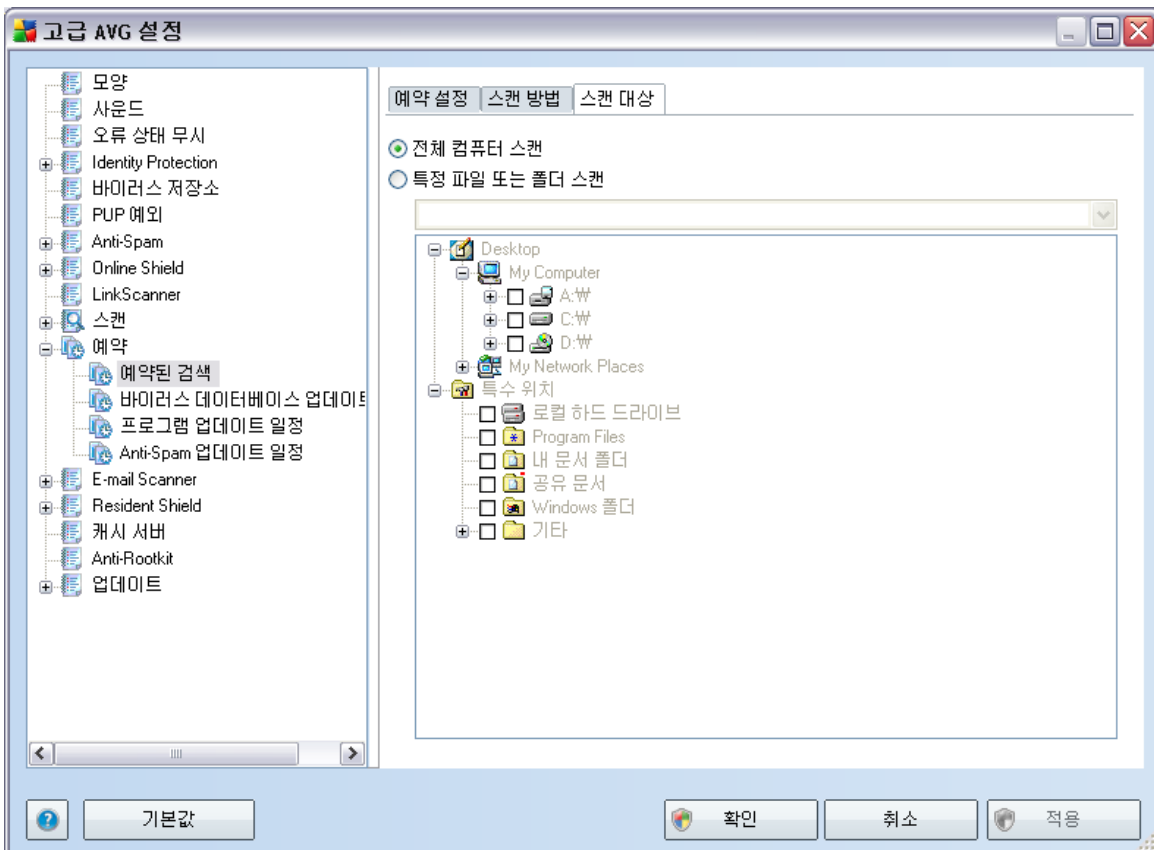 고급 AVG 설정
모양
사운드
오류 상태 무시
Identity Protection
바이러스 저장소
PUP 예외
Anti-Spam
Online Shield
LinkScanner
스캔
예약
예약된 검색
바이러스 데이터베이스 업데이트
프로그램 업데이트 일정
Anti-Spam 업데이트 일정
E-mail Scanner
Resident Shield
캐시 서버
Anti-Rootkit
업데이트
예약 설정 스캔 방법 스캔 대상
전체 컴퓨터 스캔
특정 파일 또는 폴더 스캔
Desktop
My Computer
A:₩
C:₩
D:₩
My Network Places
특수 위치
로컬 하드 드라이브
Program Files
내 문서 폴더
공유 문서
Windows 폴더
기타
기본값 확인 취소 적용